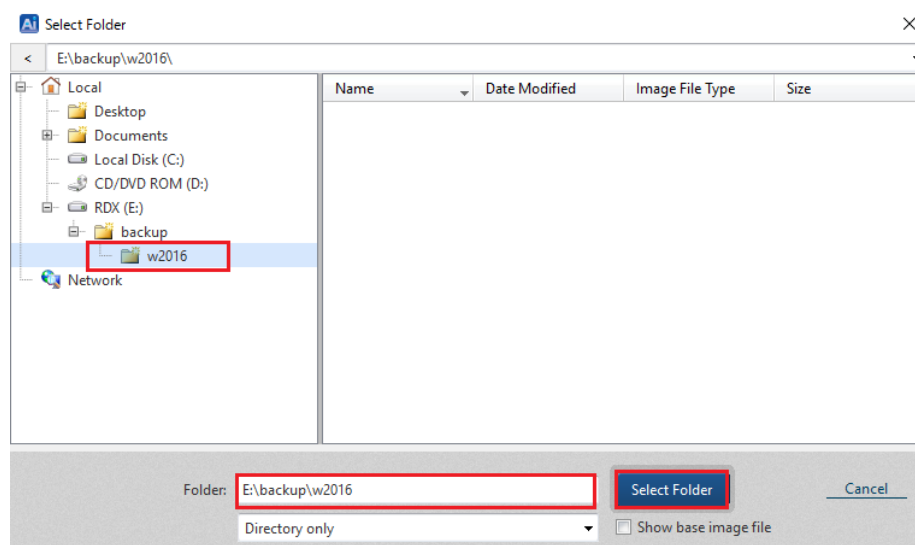 Ai Select Folder
< E:\backup\w2016\
Local
Desktop
Documents
Local Disk (C:)
CD/DVD ROM (D:)
RDX (E:)
backup
w2016
Network
Name Date Modified Image File Type Size
Folder: E:\backup\w2016 Select Folder Cancel
Directory only Show base image file